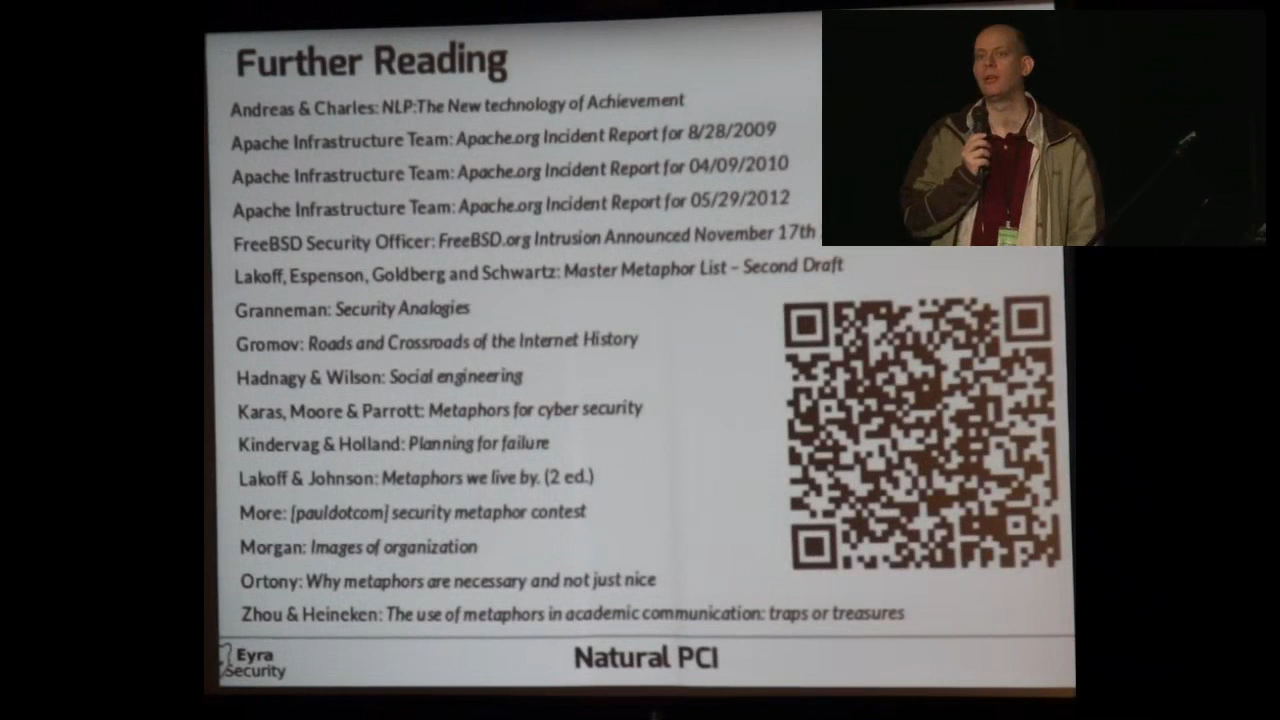 Further Reading
Andreas & Charles: NLP:The New technology of Achievement
Apache Infrastructure Team: Apache.org Incident Report for 8/28/2009
Apache Infrastructure Team: Apache.org Incident Report for 04/09/2010
Apache Infrastructure Team: Apache.org Incident Report for 05/29/2012
FreeBSD Security Officer: FreeBSD.org Intrusion Announced November 17th
Lakoff, Espenson, Goldberg and Schwartz: Master Metaphor List – Second Draft
Granneman: Security Analogies
Gromov: Roads and Crossroads of the Internet History
Hadnagy & Wilson: Social engineering
Karas, Moore & Parrott: Metaphors for cyber security
Kindervag & Holland: Planning for failure
Lakoff & Johnson: Metaphors we live by. (2 ed.)
More: [pauldotcom] security metaphor contest
Morgan: Images of organization
Ortony: Why metaphors are necessary and not just nice
Zhou & Heineken: The use of metaphors in academic communication: traps or treasures
Eyra
Security
Natural PCI